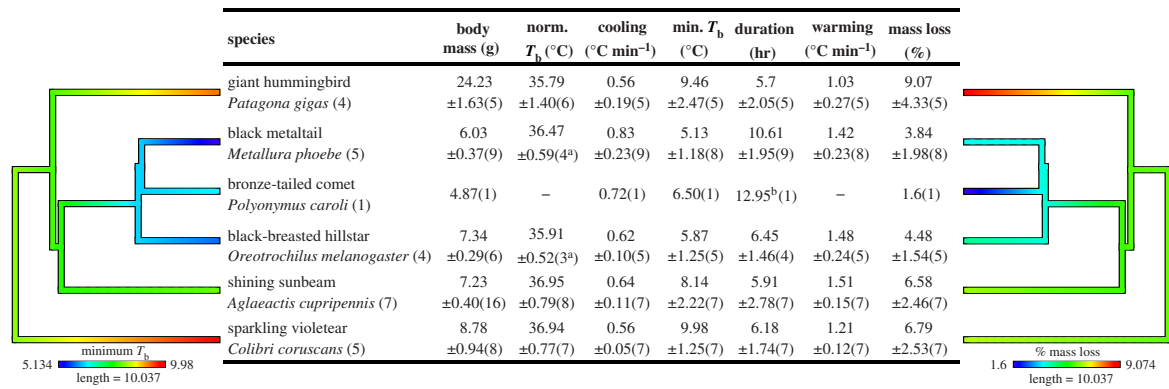 species body mass (g) norm. T_b (°C) cooling (°C min⁻¹) min. T_b (°C) duration (hr) warming (°C min⁻¹) mass loss (%)
giant hummingbird 24.23 35.79 0.56 9.46 5.7 1.03 9.07
Patagona gigas (4) ±1.63(5) ±1.40(6) ±0.19(5) ±2.47(5) ±2.05(5) ±0.27(5) ±4.33(5)
black metaltail 6.03 36.47 0.83 5.13 10.61 1.42 3.84
Metallura phoebe (5) ±0.37(9) ±0.59(4ᵃ) ±0.23(9) ±1.18(8) ±1.95(9) ±0.23(8) ±1.98(8)
bronze-tailed comet
4.87(1) – 0.72(1) 6.50(1) 12.95ᵇ(1) – 1.6(1)
Polyonymus caroli (1)
black-breasted hillstar 7.34 35.91 0.62 5.87 6.45 1.48 4.48
Oreotrochilus melanogaster (4) ±0.29(6) ±0.52(3ᵃ) ±0.10(5) ±1.25(5) ±1.46(4) ±0.24(5) ±1.54(5)
shining sunbeam 7.23 36.95 0.64 8.14 5.91 1.51 6.58
Aglaeactis cupripennis (7) ±0.40(16) ±0.79(8) ±0.11(7) ±2.22(7) ±2.78(7) ±0.15(7) ±2.46(7)
sparkling violetear 8.78 36.94 0.56 9.98 6.18 1.21 6.79
Colibri coruscans (5) ±0.94(8) ±0.77(7) ±0.05(7) ±1.25(7) ±1.74(7) ±0.12(7) ±2.53(7)
minimum T_b
5.134 9.98
length = 10.037
% mass loss
1.6 9.074
length = 10.037